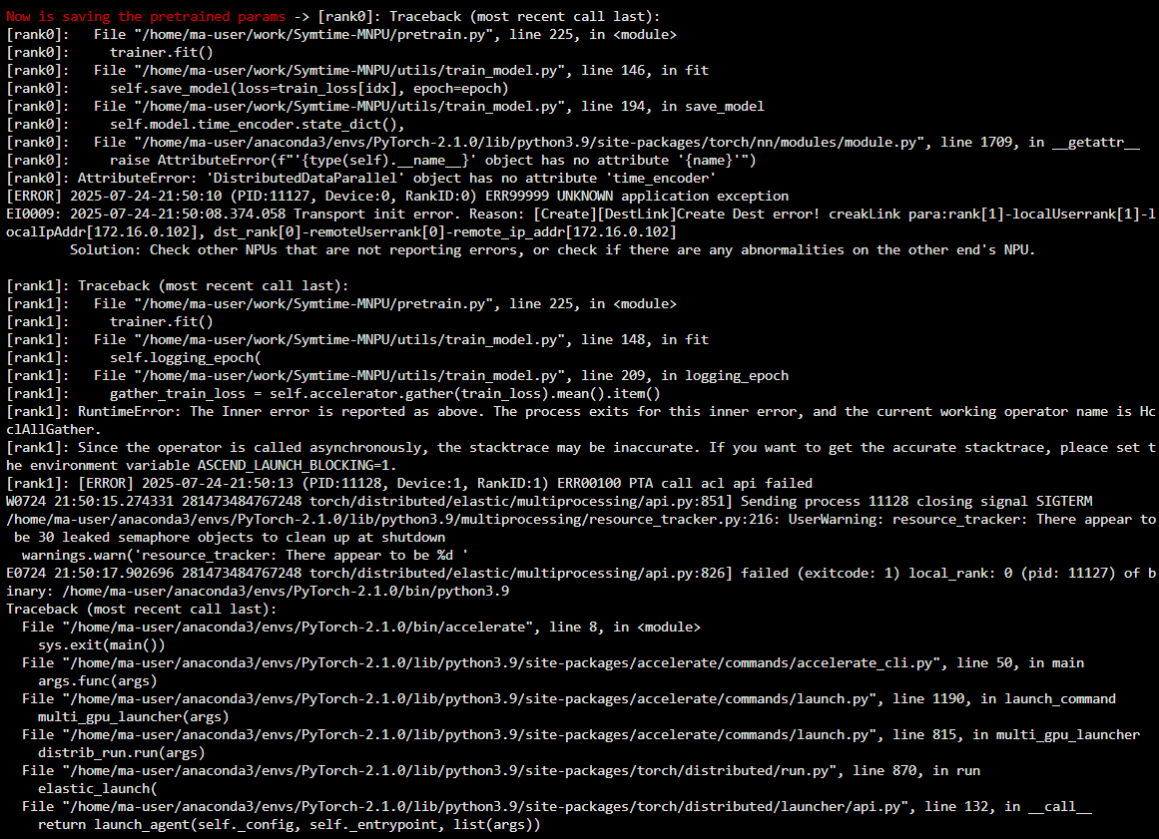 Now is saving the pretrained params -> [rank0]: Traceback (most recent call last):
[rank0]:   File "/home/ma-user/work/Symtime-MNPU/pretrain.py", line 225, in <module>
[rank0]:     trainer.fit()
[rank0]:   File "/home/ma-user/work/Symtime-MNPU/utils/train_model.py", line 146, in fit
[rank0]:     self.save_model(loss=train_loss[idx], epoch=epoch)
[rank0]:   File "/home/ma-user/work/Symtime-MNPU/utils/train_model.py", line 194, in save_model
[rank0]:     self.model.time_encoder.state_dict(),
[rank0]:   File "/home/ma-user/anaconda3/envs/PyTorch-2.1.0/lib/python3.9/site-packages/torch/nn/modules/module.py", line 1709, in __getattr__
[rank0]:     raise AttributeError(f"'{type(self).__name__}' object has no attribute '{name}'")
[rank0]: AttributeError: 'DistributedDataParallel' object has no attribute 'time_encoder'
[ERROR] 2025-07-24-21:50:10 (PID:11127, Device:0, RankID:0) ERR99999 UNKNOWN application exception
EI0009: 2025-07-24-21:50:08.374.058 Transport init error. Reason: [Create][DestLink]Create Dest error! creakLink para:rank[1]-localUserrank[1]-l
ocalIpAddr[172.16.0.102], dst_rank[0]-remoteUserrank[0]-remote_ip_addr[172.16.0.102]
        Solution: Check other NPUs that are not reporting errors, or check if there are any abnormalities on the other end's NPU.
[rank1]: Traceback (most recent call last):
[rank1]:   File "/home/ma-user/work/Symtime-MNPU/pretrain.py", line 225, in <module>
[rank1]:     trainer.fit()
[rank1]:   File "/home/ma-user/work/Symtime-MNPU/utils/train_model.py", line 148, in fit
[rank1]:     self.logging_epoch(
[rank1]:   File "/home/ma-user/work/Symtime-MNPU/utils/train_model.py", line 209, in logging_epoch
[rank1]:     gather_train_loss = self.accelerator.gather(train_loss).mean().item()
[rank1]: RuntimeError: The Inner error is reported as above. The process exits for this inner error, and the current working operator name is Hc
clAllGather.
[rank1]: Since the operator is called asynchronously, the stacktrace may be inaccurate. If you want to get the accurate stacktrace, please set t
he environment variable ASCEND_LAUNCH_BLOCKING=1.
[rank1]: [ERROR] 2025-07-24-21:50:13 (PID:11128, Device:1, RankID:1) ERR00100 PTA call acl api failed
W0724 21:50:15.274331 281473484767248 torch/distributed/elastic/multiprocessing/api.py:851] Sending process 11128 closing signal SIGTERM
/home/ma-user/anaconda3/envs/PyTorch-2.1.0/lib/python3.9/multiprocessing/resource_tracker.py:216: UserWarning: resource_tracker: There appear to
 be 30 leaked semaphore objects to clean up at shutdown
  warnings.warn('resource_tracker: There appear to be %d '
E0724 21:50:17.902696 281473484767248 torch/distributed/elastic/multiprocessing/api.py:826] failed (exitcode: 1) local_rank: 0 (pid: 11127) of b
inary: /home/ma-user/anaconda3/envs/PyTorch-2.1.0/bin/python3.9
Traceback (most recent call last):
  File "/home/ma-user/anaconda3/envs/PyTorch-2.1.0/bin/accelerate", line 8, in <module>
    sys.exit(main())
  File "/home/ma-user/anaconda3/envs/PyTorch-2.1.0/lib/python3.9/site-packages/accelerate/commands/accelerate_cli.py", line 50, in main
    args.func(args)
  File "/home/ma-user/anaconda3/envs/PyTorch-2.1.0/lib/python3.9/site-packages/accelerate/commands/launch.py", line 1190, in launch_command
    multi_gpu_launcher(args)
  File "/home/ma-user/anaconda3/envs/PyTorch-2.1.0/lib/python3.9/site-packages/accelerate/commands/launch.py", line 815, in multi_gpu_launcher
    distrib_run.run(args)
  File "/home/ma-user/anaconda3/envs/PyTorch-2.1.0/lib/python3.9/site-packages/torch/distributed/run.py", line 870, in run
    elastic_launch(
  File "/home/ma-user/anaconda3/envs/PyTorch-2.1.0/lib/python3.9/site-packages/torch/distributed/launcher/api.py", line 132, in __call__
    return launch_agent(self._config, self._entrypoint, list(args))